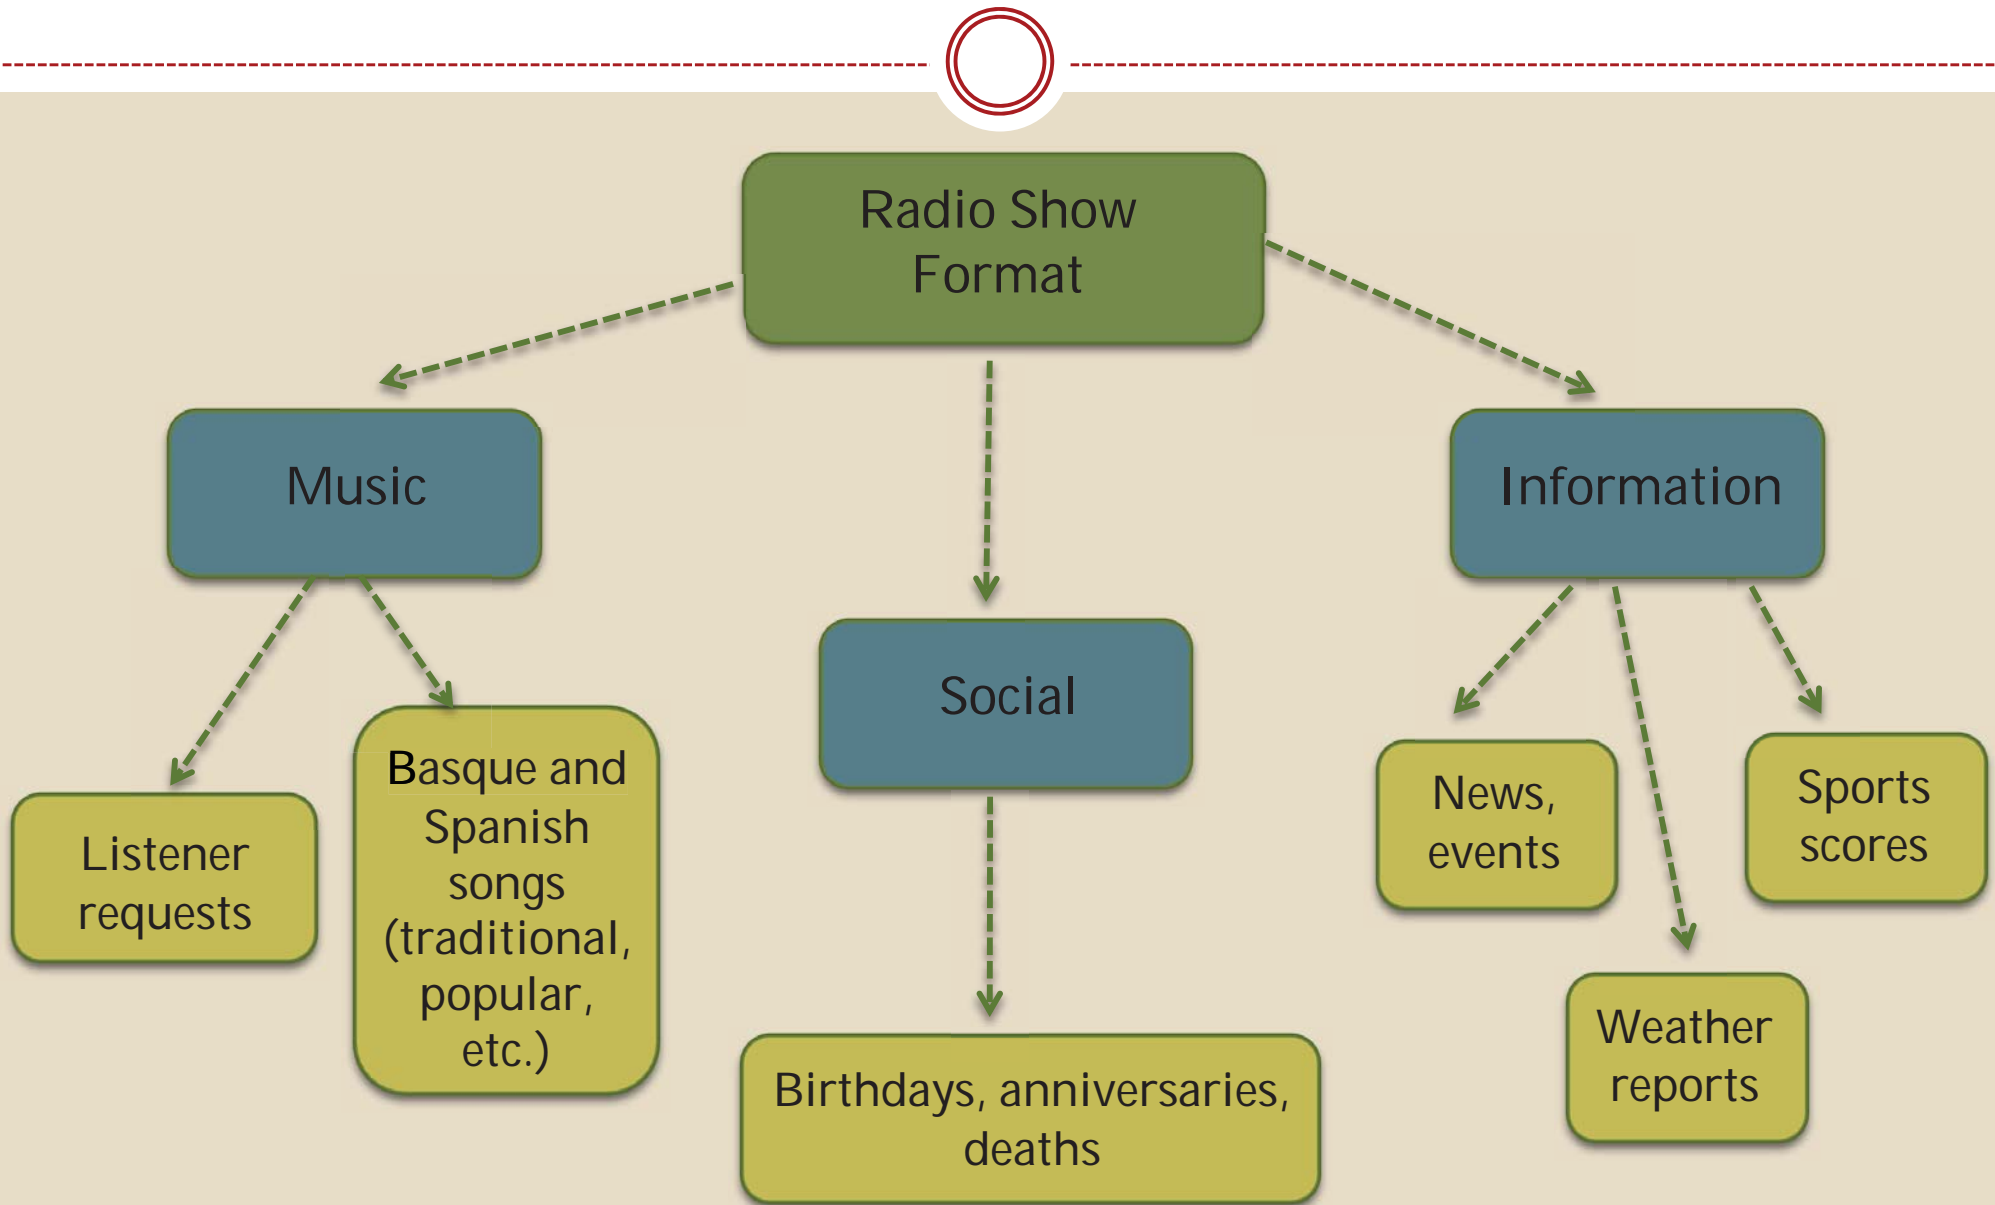 Radio Show
Format
Music
Information
Social
Listener
requests
Basque and
Spanish
songs
(traditional,
popular,
etc.)
Birthdays, anniversaries,
deaths
News,
events
Weather
reports
Sports
scores